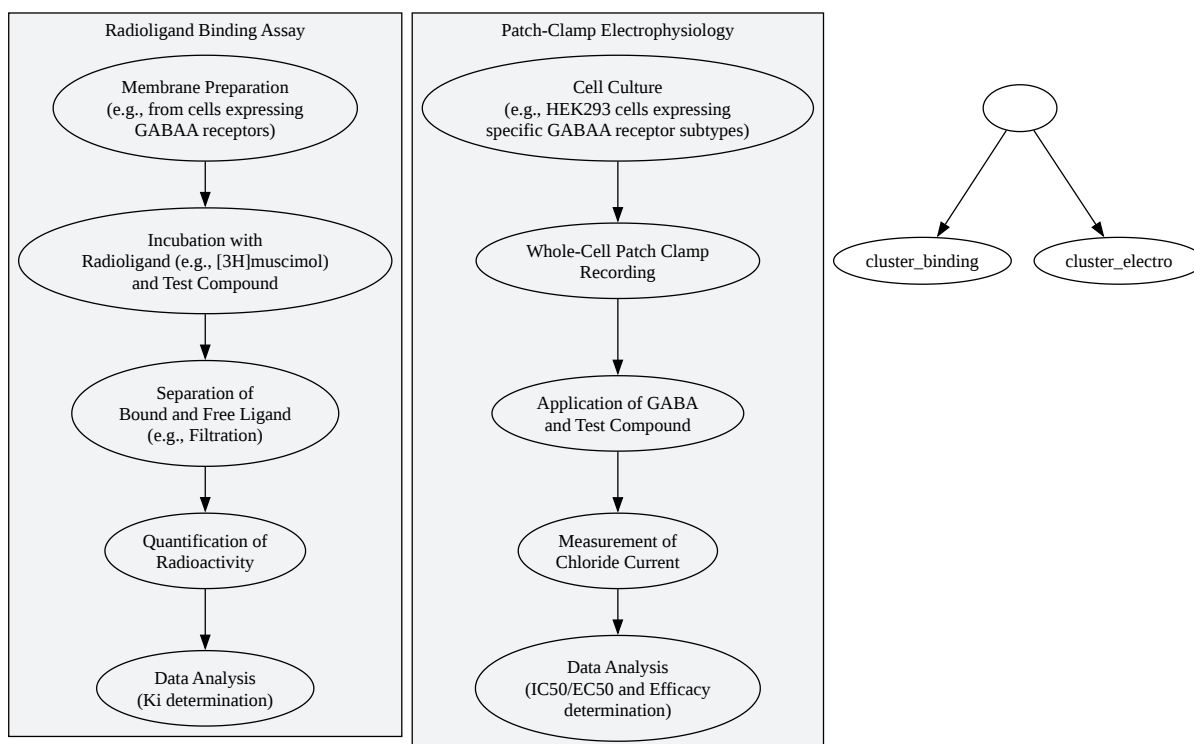 Radioligand Binding Assay
Membrane Preparation
(e.g., from cells expressing
GABAA receptors)
Incubation with
Radioligand (e.g., [3H]muscimol)
and Test Compound
Separation of
Bound and Free Ligand
(e.g., Filtration)
Quantification of
Radioactivity
Data Analysis
(Ki determination)
Patch-Clamp Electrophysiology
Cell Culture
(e.g., HEK293 cells expressing
specific GABAA receptor subtypes)
Whole-Cell Patch Clamp
Recording
Application of GABA
and Test Compound
Measurement of
Chloride Current
Data Analysis
(IC50/EC50 and Efficacy
determination)
cluster_binding
cluster_electro